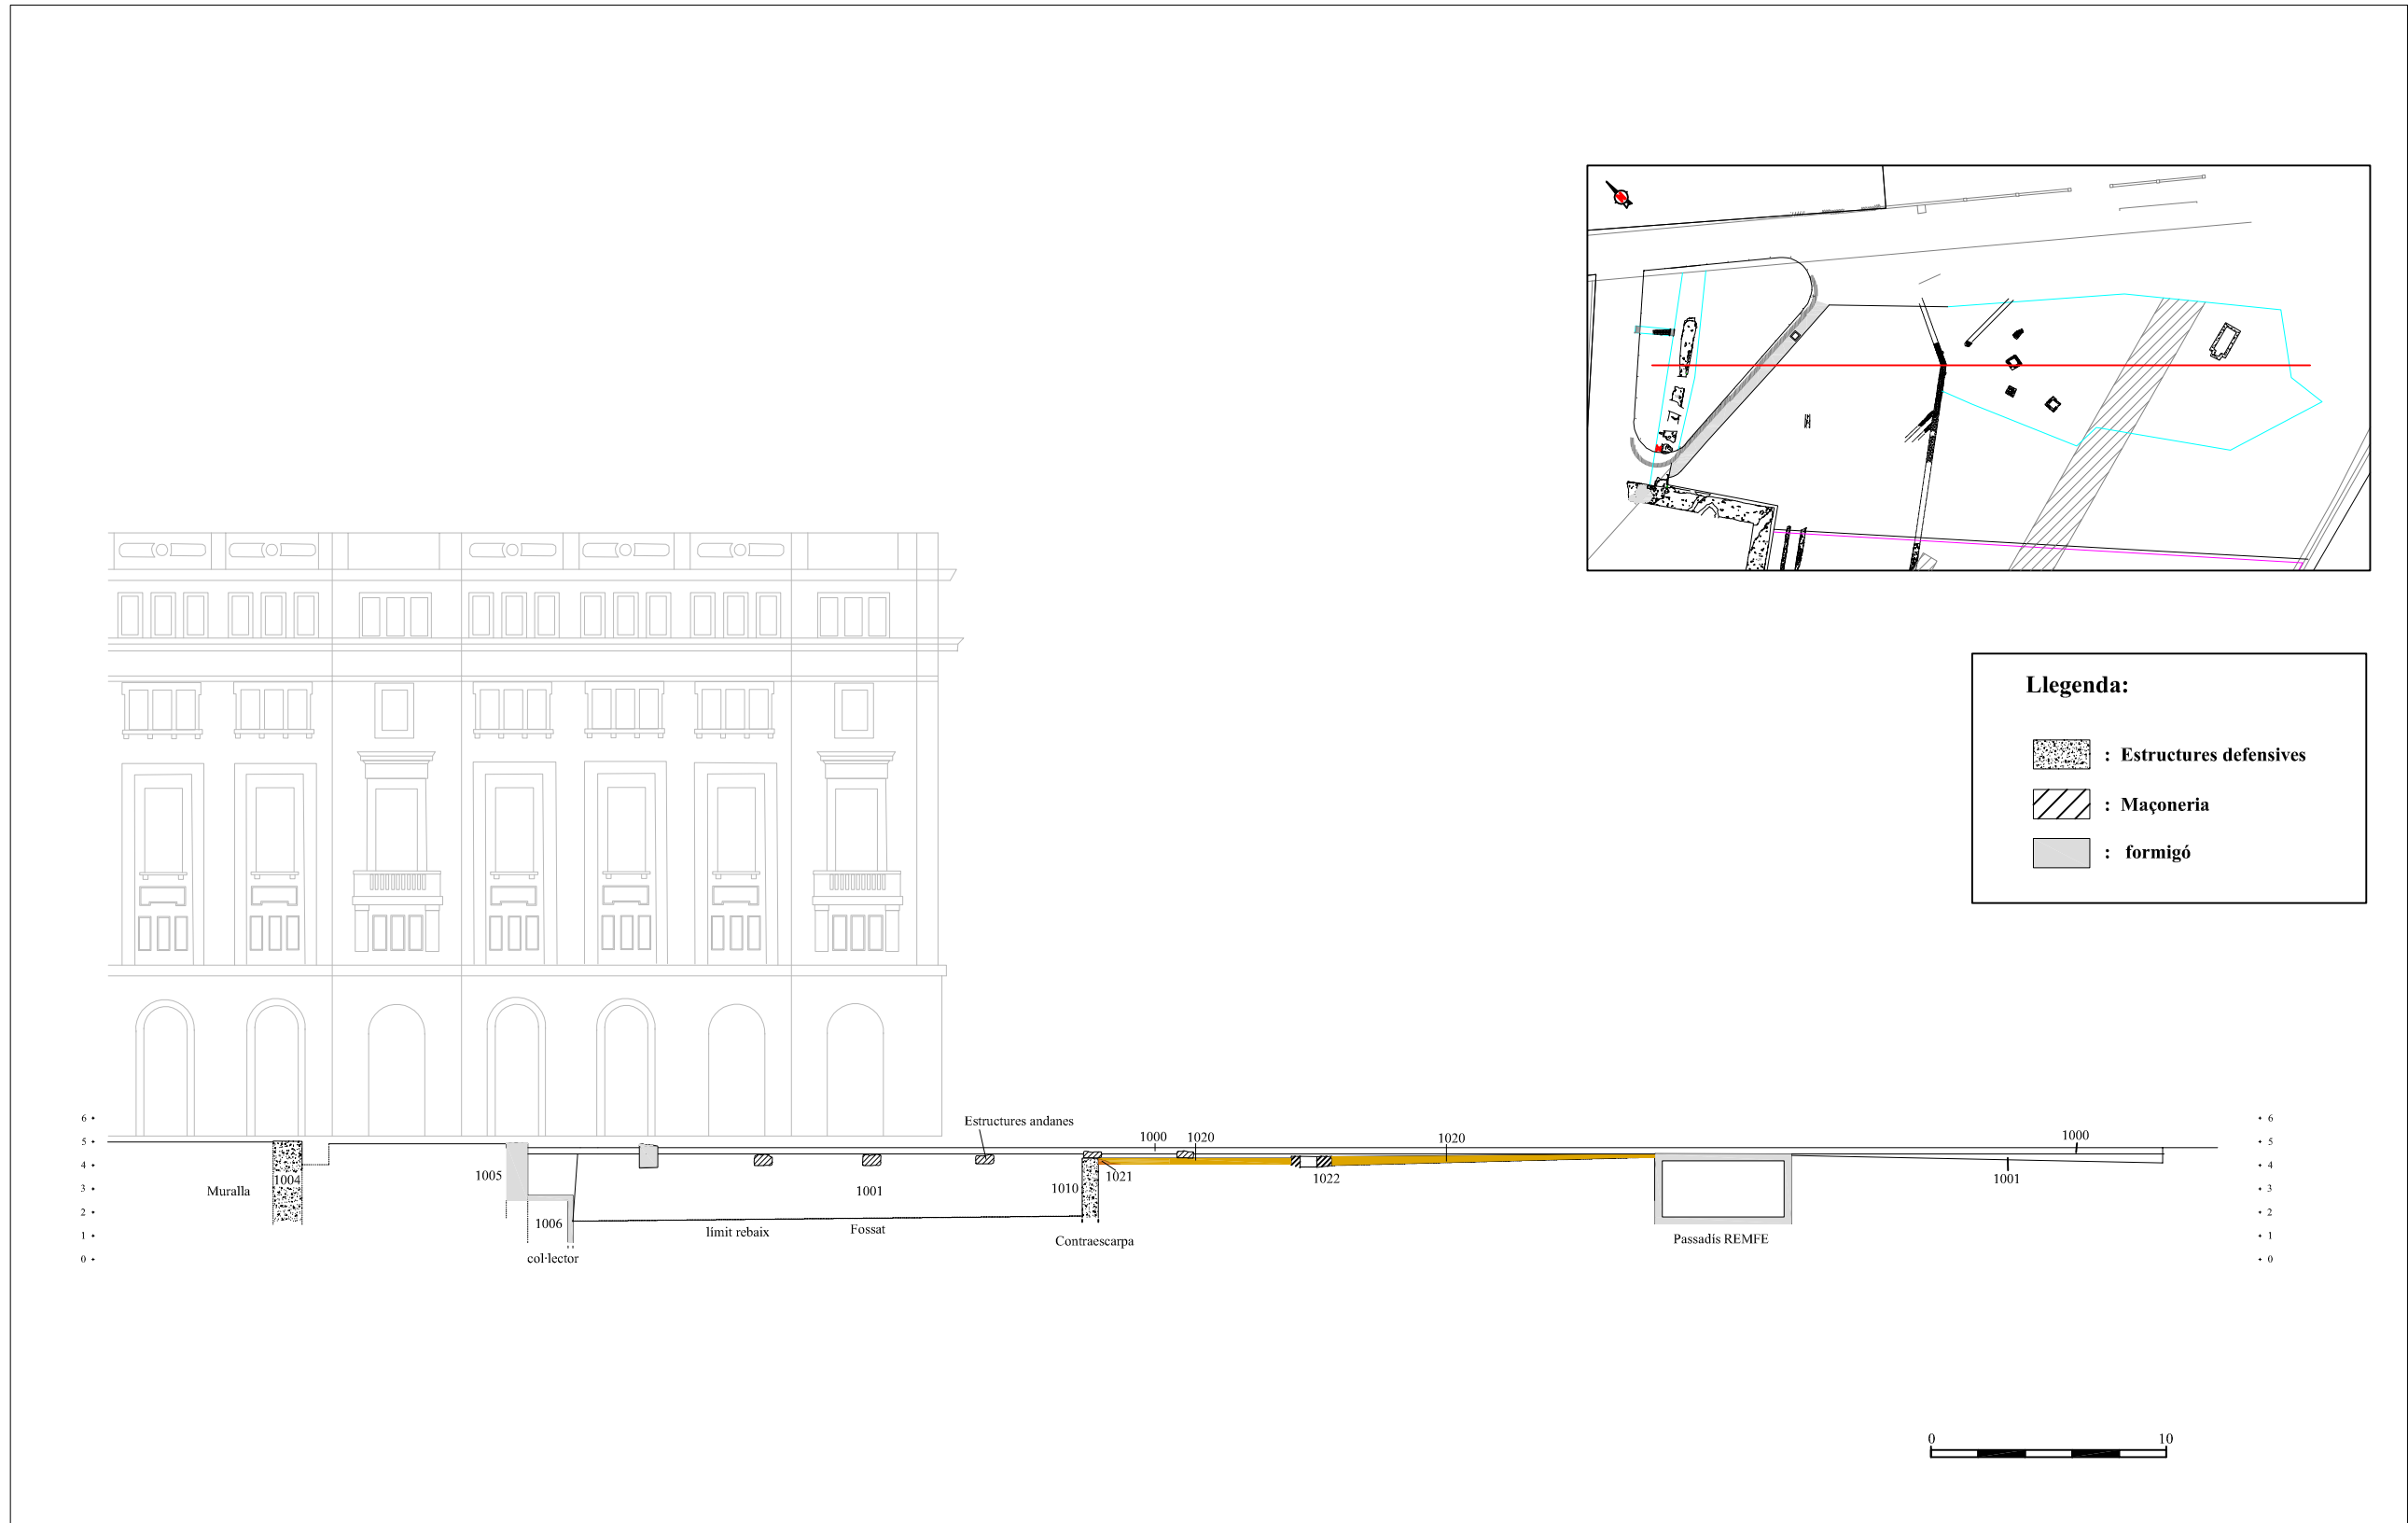 Llegenda:
: Estructures defensives
: Maçoneria
: formigó
Estructures andanes
6
5
4
3
2
1
0
Muralla
1004
1005
1006
col·lector
límit rebaix
1001
Fossat
1010
Contraescarpa
1021
1000
1020
1022
1020
Passadís REMFE
1000
1001
6
5
4
3
2
1
0
0 10